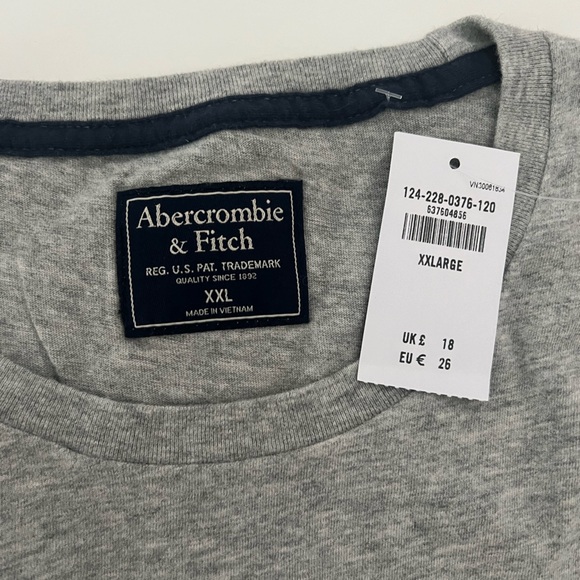 Abercrombie
& Fitch
REG. U.S. PAT. TRADEMARK
QUALITY SINCE 1892
XXL
MADE IN VIETNAM
124-228-0376-120
637604856
XXLARGE
UK £ 18
EU € 26